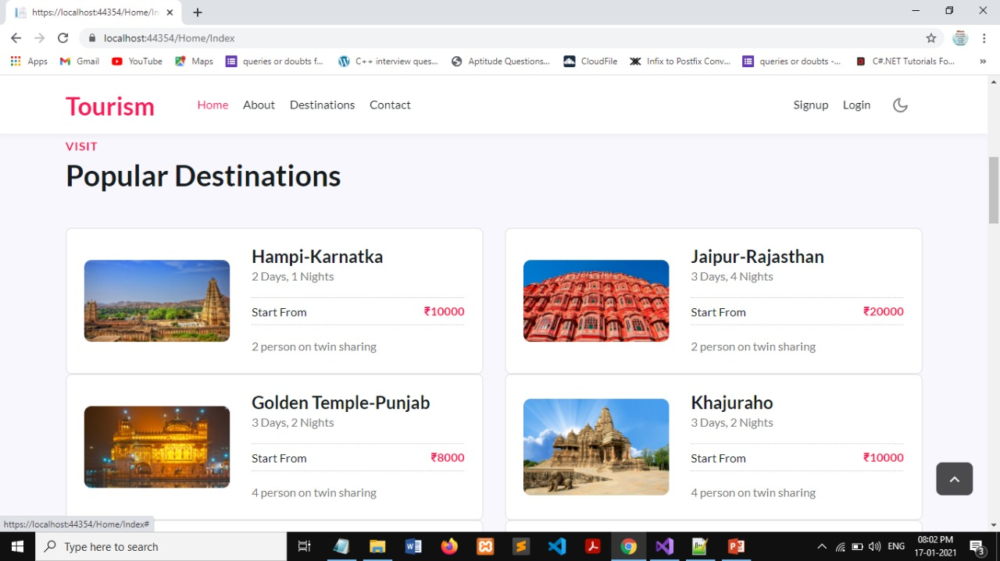 https://localhost:44354/Home/In
localhost:44354/Home/Index
Apps Gmail YouTube Maps queries or doubts f... C++ interview ques... Aptitude Questions... CloudFile Infix to Postfix Conv... queries or doubts -... C#.NET Tutorials Fo... »
Tourism Home About Destinations Contact Signup Login
VISIT
Popular Destinations
Hampi-Karnatka
2 Days, 1 Nights
Start From ₹10000
2 person on twin sharing
Jaipur-Rajasthan
3 Days, 4 Nights
Start From ₹20000
2 person on twin sharing
Golden Temple-Punjab
3 Days, 2 Nights
Start From ₹8000
4 person on twin sharing
Khajuraho
3 Days, 2 Nights
Start From ₹10000
4 person on twin sharing
https://localhost:44354/Home/Index#
Type here to search
ENG
08:02 PM
17-01-2021
3